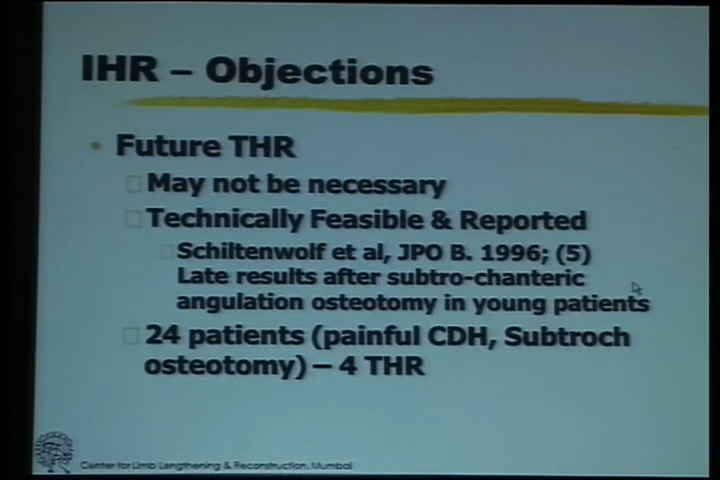 IHR – Objections
Future THR
May not be necessary
Technically Feasible & Reported
Schiltenwolf et al, JPO B. 1996; (5)
Late results after subtro-chanteric
angulation osteotomy in young patients
24 patients (painful CDH, Subtroch
osteotomy) – 4 THR
Center for Limb Lengthening & Reconstruction, Mumbai